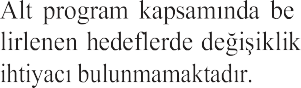 Alt program kapsamında be
lirlenen hedeflerde değişiklik
ihtiyacı bulunmamaktadır.